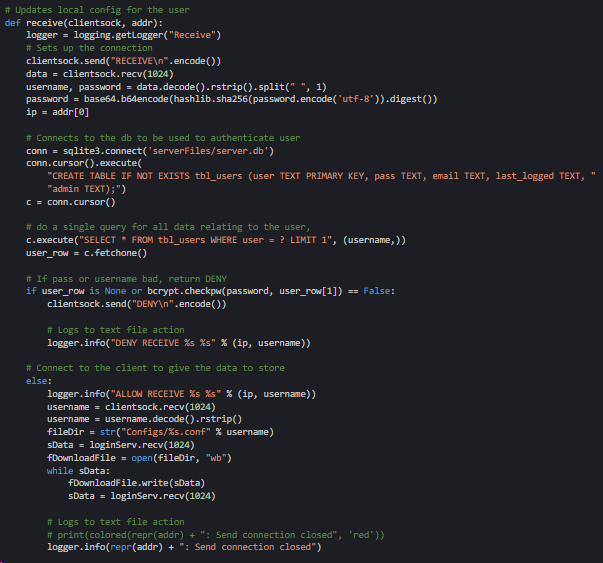 # Updates local config for the user
def receive(clientsock, addr):
    logger = logging.getLogger("Receive")
    # Sets up the connection
    clientsock.send("RECEIVE\n".encode())
    data = clientsock.recv(1024)
    username, password = data.decode().rstrip().split(" ", 1)
    password = base64.b64encode(hashlib.sha256(password.encode('utf-8')).digest())
    ip = addr[0]

    # Connects to the db to be used to authenticate user
    conn = sqlite3.connect('serverFiles/server.db')
    conn.cursor().execute(
        "CREATE TABLE IF NOT EXISTS tbl_users (user TEXT PRIMARY KEY, pass TEXT, email TEXT, last_logged TEXT, "
        "admin TEXT);")
    c = conn.cursor()

    # do a single query for all data relating to the user,
    c.execute("SELECT * FROM tbl_users WHERE user = ? LIMIT 1", (username,))
    user_row = c.fetchone()

    # If pass or username bad, return DENY
    if user_row is None or bcrypt.checkpw(password, user_row[1]) == False:
        clientsock.send("DENY\n".encode())

        # Logs to text file action
        logger.info("DENY RECEIVE %s %s" % (ip, username))

    # Connect to the client to give the data to store
    else:
        logger.info("ALLOW RECEIVE %s %s" % (ip, username))
        username = clientsock.recv(1024)
        username = username.decode().rstrip()
        fileDir = str("Configs/%s.conf" % username)
        sData = loginServ.recv(1024)
        fDownloadFile = open(fileDir, "wb")
        while sData:
            fDownloadFile.write(sData)
            sData = loginServ.recv(1024)

        # Logs to text file action
        # print(colored(repr(addr) + ": Send connection closed", 'red'))
        logger.info(repr(addr) + ": Send connection closed")